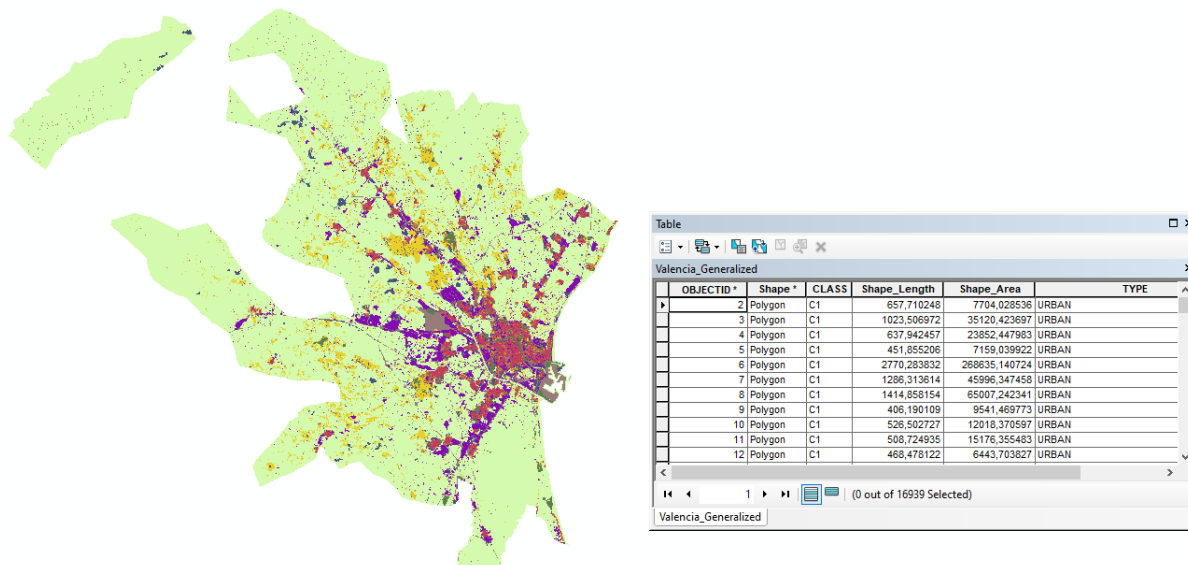 Table
Valencia_Generalized
OBJECTID * Shape * CLASS Shape_Length Shape_Area TYPE
2 Polygon C1 657,710248 7704,028536 URBAN
3 Polygon C1 1023,506972 35120,423697 URBAN
4 Polygon C1 637,942457 23852,447983 URBAN
5 Polygon C1 451,855206 7159,039922 URBAN
6 Polygon C1 2770,283832 268635,140724 URBAN
7 Polygon C1 1286,313614 45996,347458 URBAN
8 Polygon C1 1414,858154 65007,242341 URBAN
9 Polygon C1 406,190109 9541,469773 URBAN
10 Polygon C1 526,502727 12018,370597 URBAN
11 Polygon C1 508,724935 15176,355483 URBAN
12 Polygon C1 468,478122 6443,703827 URBAN
1 (0 out of 16939 Selected)
Valencia_Generalized